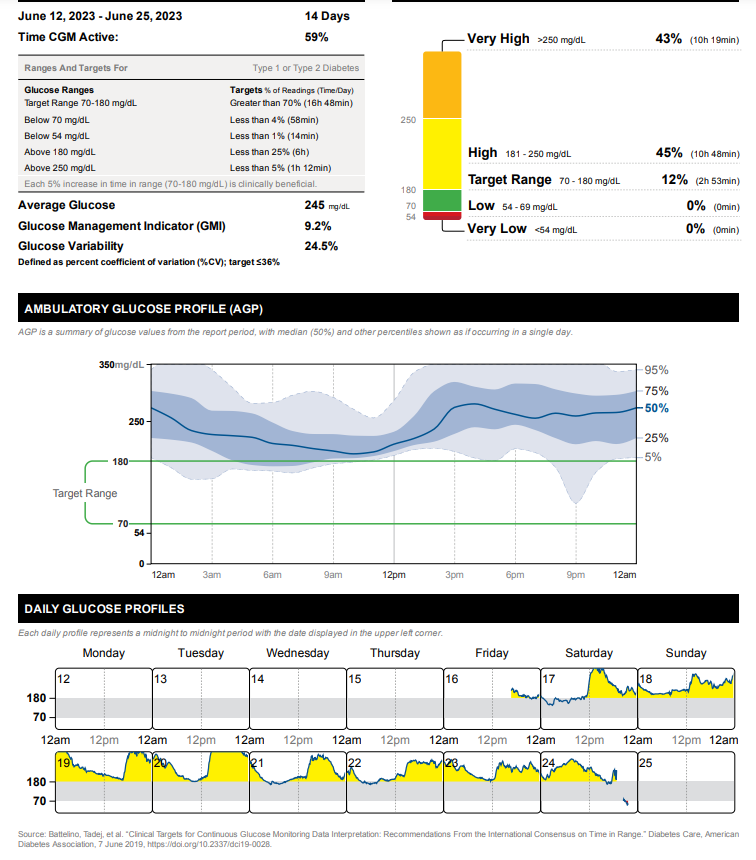 June 12, 2023 - June 25, 2023 14 Days
Time CGM Active: 59%
Ranges And Targets For Type 1 or Type 2 Diabetes
Glucose Ranges Targets % of Readings (Time/Day)
Target Range 70-180 mg/dL Greater than 70% (16h 48min)
Below 70 mg/dL Less than 4% (58min)
Below 54 mg/dL Less than 1% (14min)
Above 180 mg/dL Less than 25% (6h)
Above 250 mg/dL Less than 5% (1h 12min)
Each 5% increase in time in range (70-180 mg/dL) is clinically beneficial.
Average Glucose 245 mg/dL
Glucose Management Indicator (GMI) 9.2%
Glucose Variability 24.5%
Defined as percent coefficient of variation (%CV); target ≤36%
Very High >250 mg/dL 43% (10h 19min)
250
High 181 - 250 mg/dL 45% (10h 48min)
Target Range 70 - 180 mg/dL 12% (2h 53min)
180
Low 54 - 69 mg/dL 0% (0min)
70
54
Very Low <54 mg/dL 0% (0min)
AMBULATORY GLUCOSE PROFILE (AGP)
AGP is a summary of glucose values from the report period, with median (50%) and other percentiles shown as if occurring in a single day.
350mg/dL
95%
75%
50%
250
25%
5%
180
Target Range
70
54
0
12am 3am 6am 9am 12pm 3pm 6pm 9pm 12am
DAILY GLUCOSE PROFILES
Each daily profile represents a midnight to midnight period with the date displayed in the upper left corner.
Monday Tuesday Wednesday Thursday Friday Saturday Sunday
12 13 14 15 16 17 18
180
70
12am 12pm 12am 12pm 12am 12pm 12am 12pm 12am 12pm 12am 12pm 12am 12pm 12am
19 20 21 22 23 24 25
180
70
Source: Battelino, Tadej, et al. "Clinical Targets for Continuous Glucose Monitoring Data Interpretation: Recommendations From the International Consensus on Time in Range." Diabetes Care, American
Diabetes Association, 7 June 2019, https://doi.org/10.2337/dci19-0028.